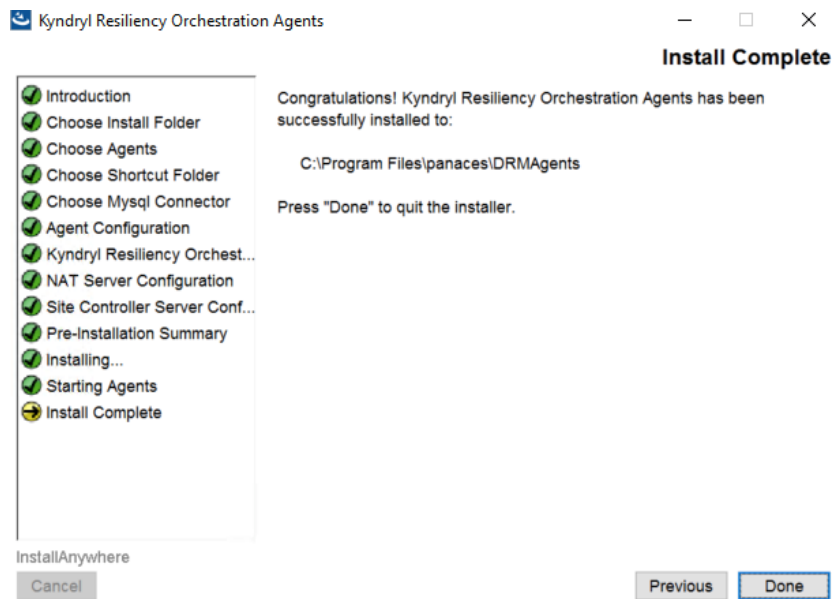 Kyndryl Resiliency Orchestration Agents
Install Complete
Introduction
Choose Install Folder
Choose Agents
Choose Shortcut Folder
Choose Mysql Connector
Agent Configuration
Kyndryl Resiliency Orchest...
NAT Server Configuration
Site Controller Server Conf...
Pre-Installation Summary
Installing...
Starting Agents
Install Complete
Congratulations! Kyndryl Resiliency Orchestration Agents has been
successfully installed to:
C:\Program Files\panaces\DRMAgents
Press "Done" to quit the installer.
InstallAnywhere
Cancel
Previous
Done